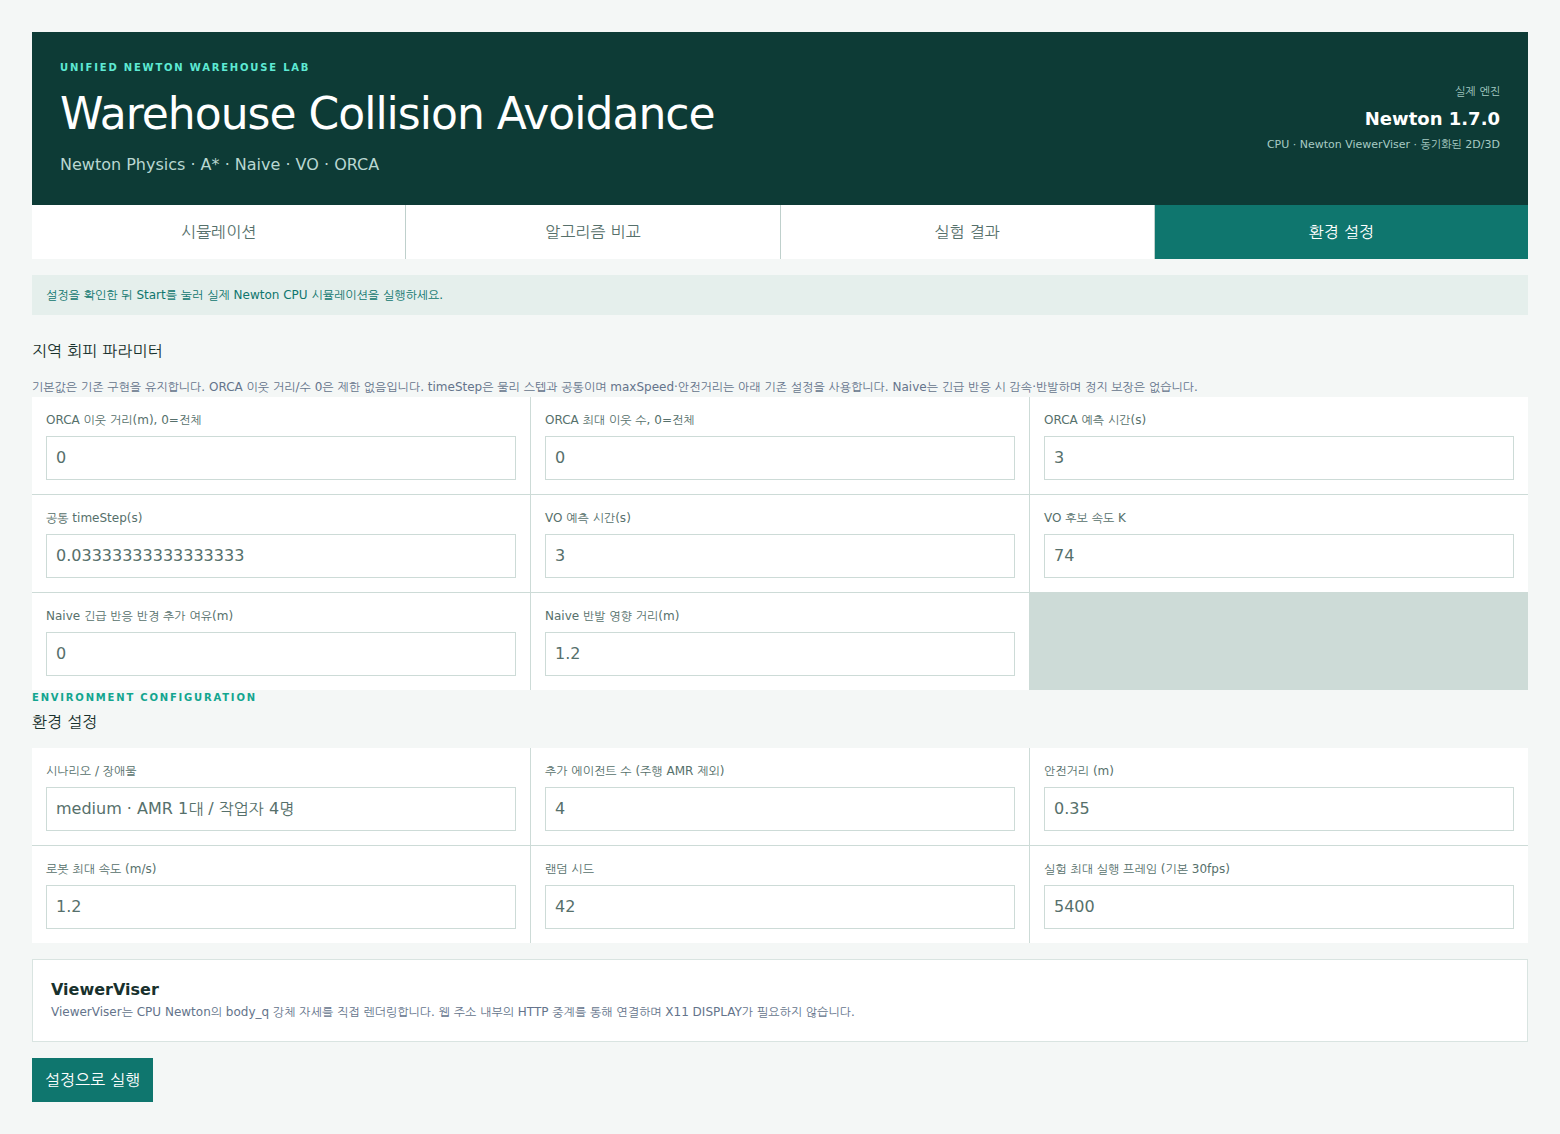 UNIFIED NEWTON WAREHOUSE LAB
Warehouse Collision Avoidance
Newton Physics · A* · Naive · VO · ORCA
실제 엔진
Newton 1.7.0
CPU · Newton ViewerViser · 동기화된 2D/3D
시뮬레이션
알고리즘 비교
실험 결과
환경 설정
설정을 확인한 뒤 Start를 눌러 실제 Newton CPU 시뮬레이션을 실행하세요.
지역 회피 파라미터
기본값은 기존 구현을 유지합니다. ORCA 이웃 거리/수 0은 제한 없음입니다. timeStep은 물리 스텝과 공통이며 maxSpeed·안전거리는 아래 기존 설정을 사용합니다. Naive는 긴급 반응 시 감속·반발하며 정지 보장은 없습니다.
ORCA 이웃 거리(m), 0=전체
0
ORCA 최대 이웃 수, 0=전체
0
ORCA 예측 시간(s)
3
공통 timeStep(s)
0.03333333333333333
VO 예측 시간(s)
3
VO 후보 속도 K
74
Naive 긴급 반응 반경 추가 여유(m)
0
Naive 반발 영향 거리(m)
1.2
ENVIRONMENT CONFIGURATION
환경 설정
시나리오 / 장애물
medium · AMR 1대 / 작업자 4명
추가 에이전트 수 (주행 AMR 제외)
4
안전거리 (m)
0.35
로봇 최대 속도 (m/s)
1.2
랜덤 시드
42
실험 최대 실행 프레임 (기본 30fps)
5400
ViewerViser
ViewerViser는 CPU Newton의 body_q 강체 자세를 직접 렌더링합니다. 웹 주소 내부의 HTTP 중계를 통해 연결하며 X11 DISPLAY가 필요하지 않습니다.
설정으로 실행